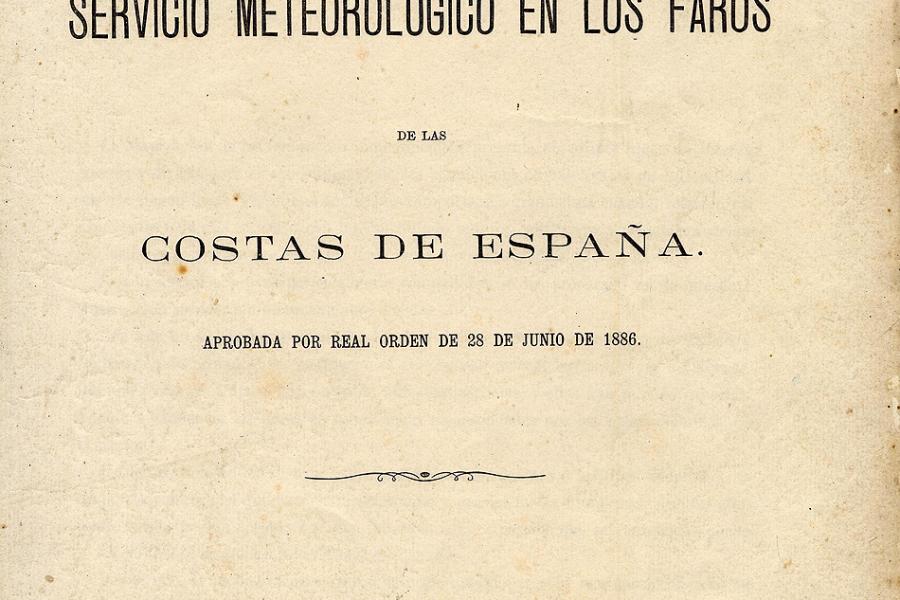 SERVICIO METEOROLÓGICO EN LOS FAROS
DE LAS
COSTAS DE ESPAÑA.
APROBADA POR REAL ORDEN DE 28 DE JUNIO DE 1886.